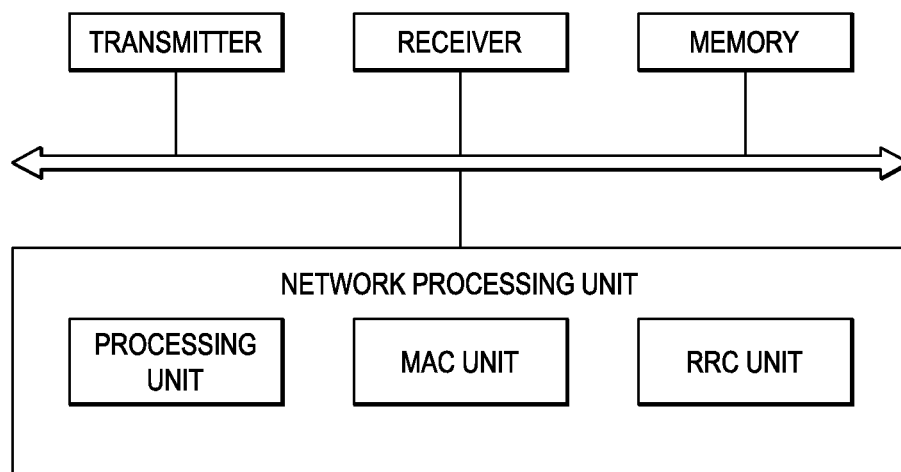 TRANSMITTER
RECEIVER
MEMORY
NETWORK PROCESSING UNIT
PROCESSING
UNIT
MAC UNIT
RRC UNIT